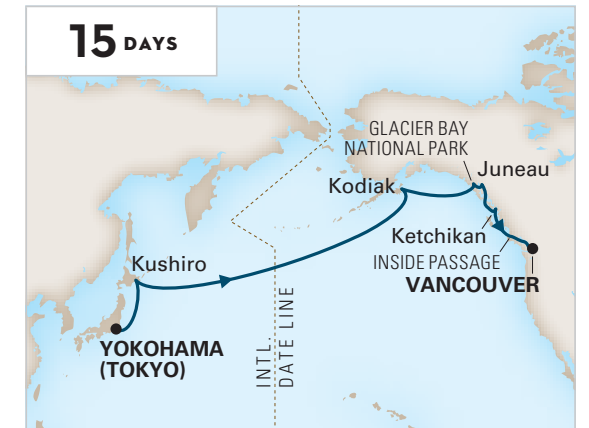 15 DAYS
GLACIER BAY
NATIONAL PARK
Juneau
Kodiak
Ketchikan
INSIDE PASSAGE
VANCOUVER
Kushiro
YOKOHAMA
(TOKYO)
INTL.
DATE LINE